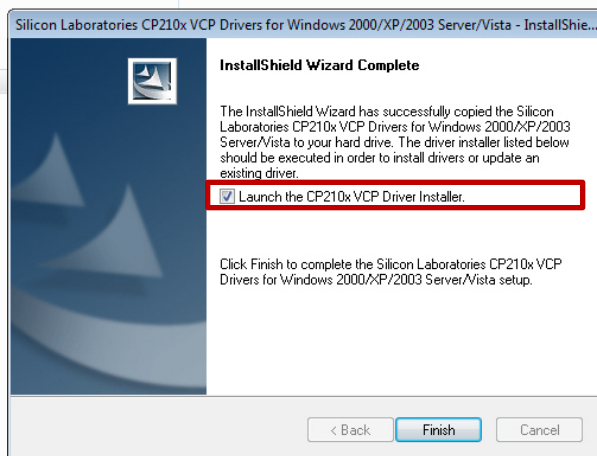 Silicon Laboratories CP210x VCP Drivers for Windows 2000/XP/2003 Server/Vista - InstallShie...
InstallShield Wizard Complete
The InstallShield Wizard has successfully copied the Silicon
Laboratories CP210x VCP Drivers for Windows 2000/XP/2003
Server/Vista to your hard drive. The driver installer listed below
should be executed in order to install drivers or update an
existing driver.
Launch the CP210x VCP Driver Installer.
Click Finish to complete the Silicon Laboratories CP210x VCP
Drivers for Windows 2000/XP/2003 Server/Vista setup.
< Back Finish Cancel